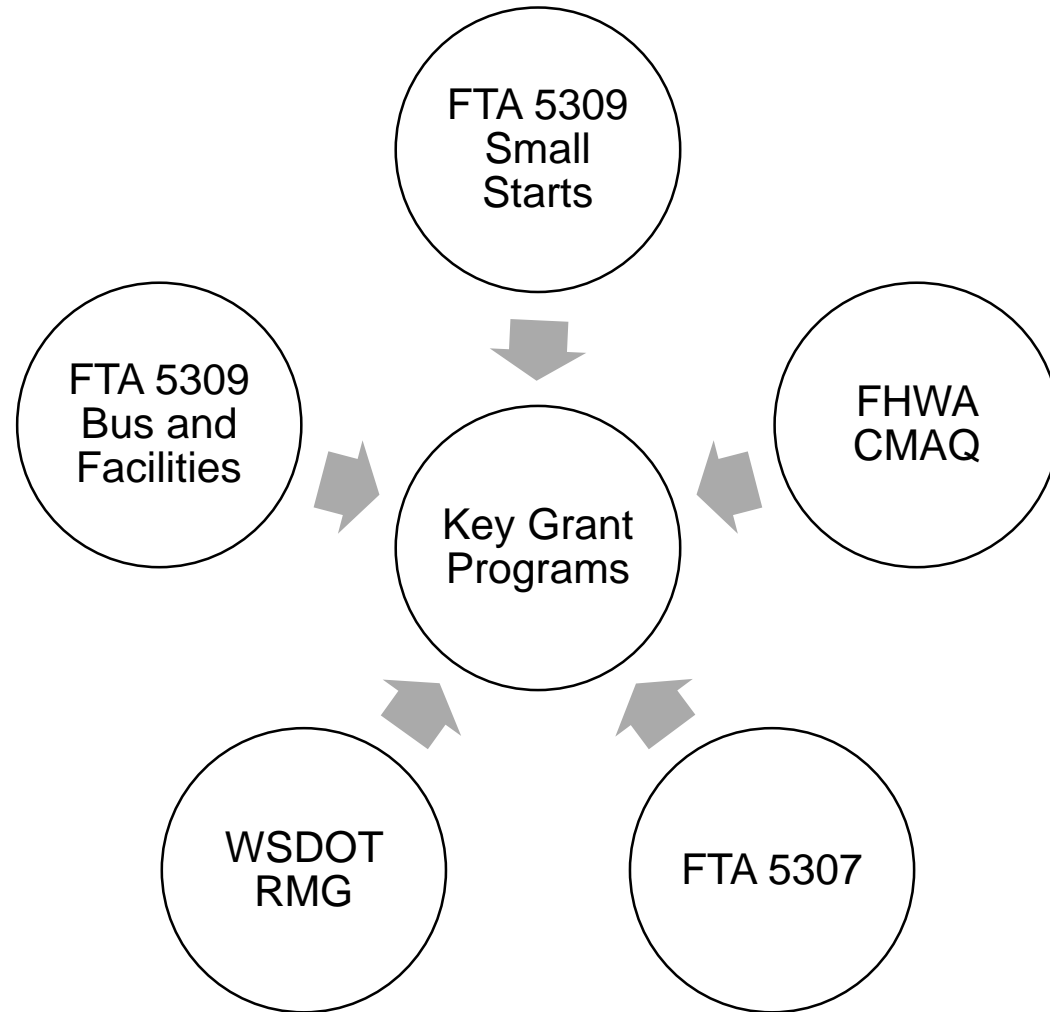 FTA 5309
Small
Starts
FTA 5309
Bus and
Facilities
FHWA
CMAQ
Key Grant
Programs
WSDOT
RMG
FTA 5307